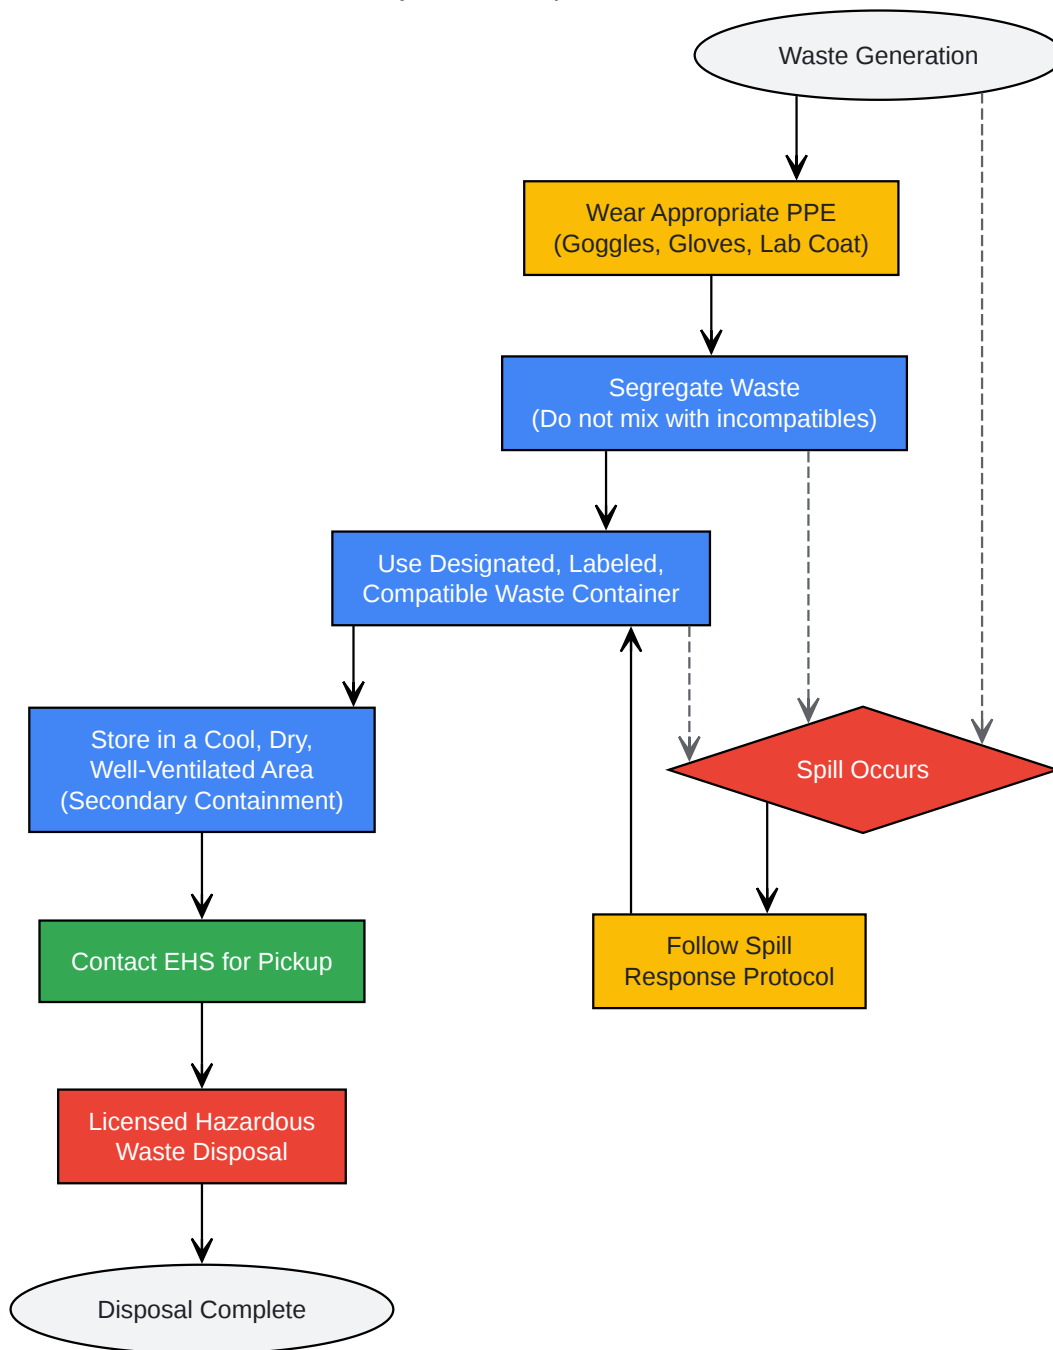 Waste Generation
Wear Appropriate PPE
(Goggles, Gloves, Lab Coat)
Segregate Waste
(Do not mix with incompatibles)
Use Designated, Labeled,
Compatible Waste Container
Store in a Cool, Dry,
Well-Ventilated Area
(Secondary Containment)
Spill Occurs
Contact EHS for Pickup
Follow Spill
Response Protocol
Licensed Hazardous
Waste Disposal
Disposal Complete